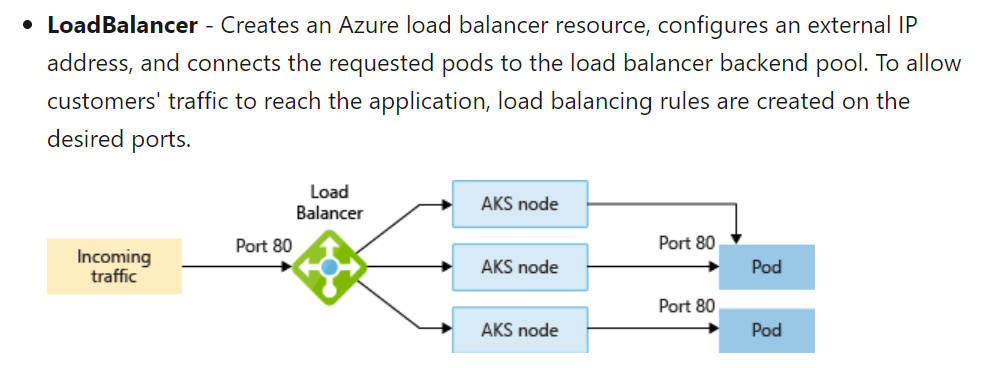 • LoadBalancer - Creates an Azure load balancer resource, configures an external IP
address, and connects the requested pods to the load balancer backend pool. To allow
customers' traffic to reach the application, load balancing rules are created on the
desired ports.
Load
Balancer
AKS node
Incoming
traffic
Port 80
AKS node
Port 80
Pod
AKS node
Port 80
Pod